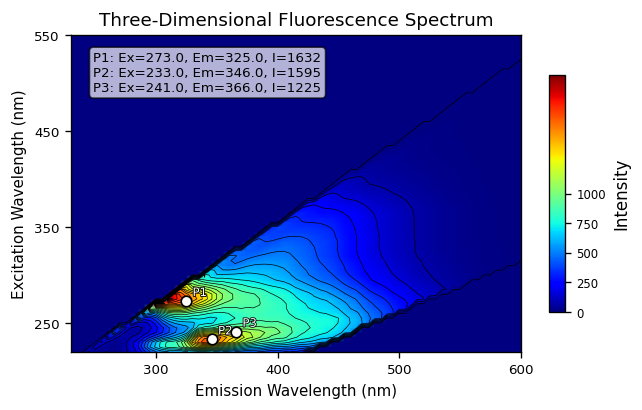 Three-Dimensional Fluorescence Spectrum
P1: Ex=273.0, Em=325.0, I=1632
P2: Ex=233.0, Em=346.0, I=1595
P3: Ex=241.0, Em=366.0, I=1225
550
450
350
250
Excitation Wavelength (nm)
P1
P2
P3
300
400
500
600
Emission Wavelength (nm)
1000
750
500
250
0
Intensity